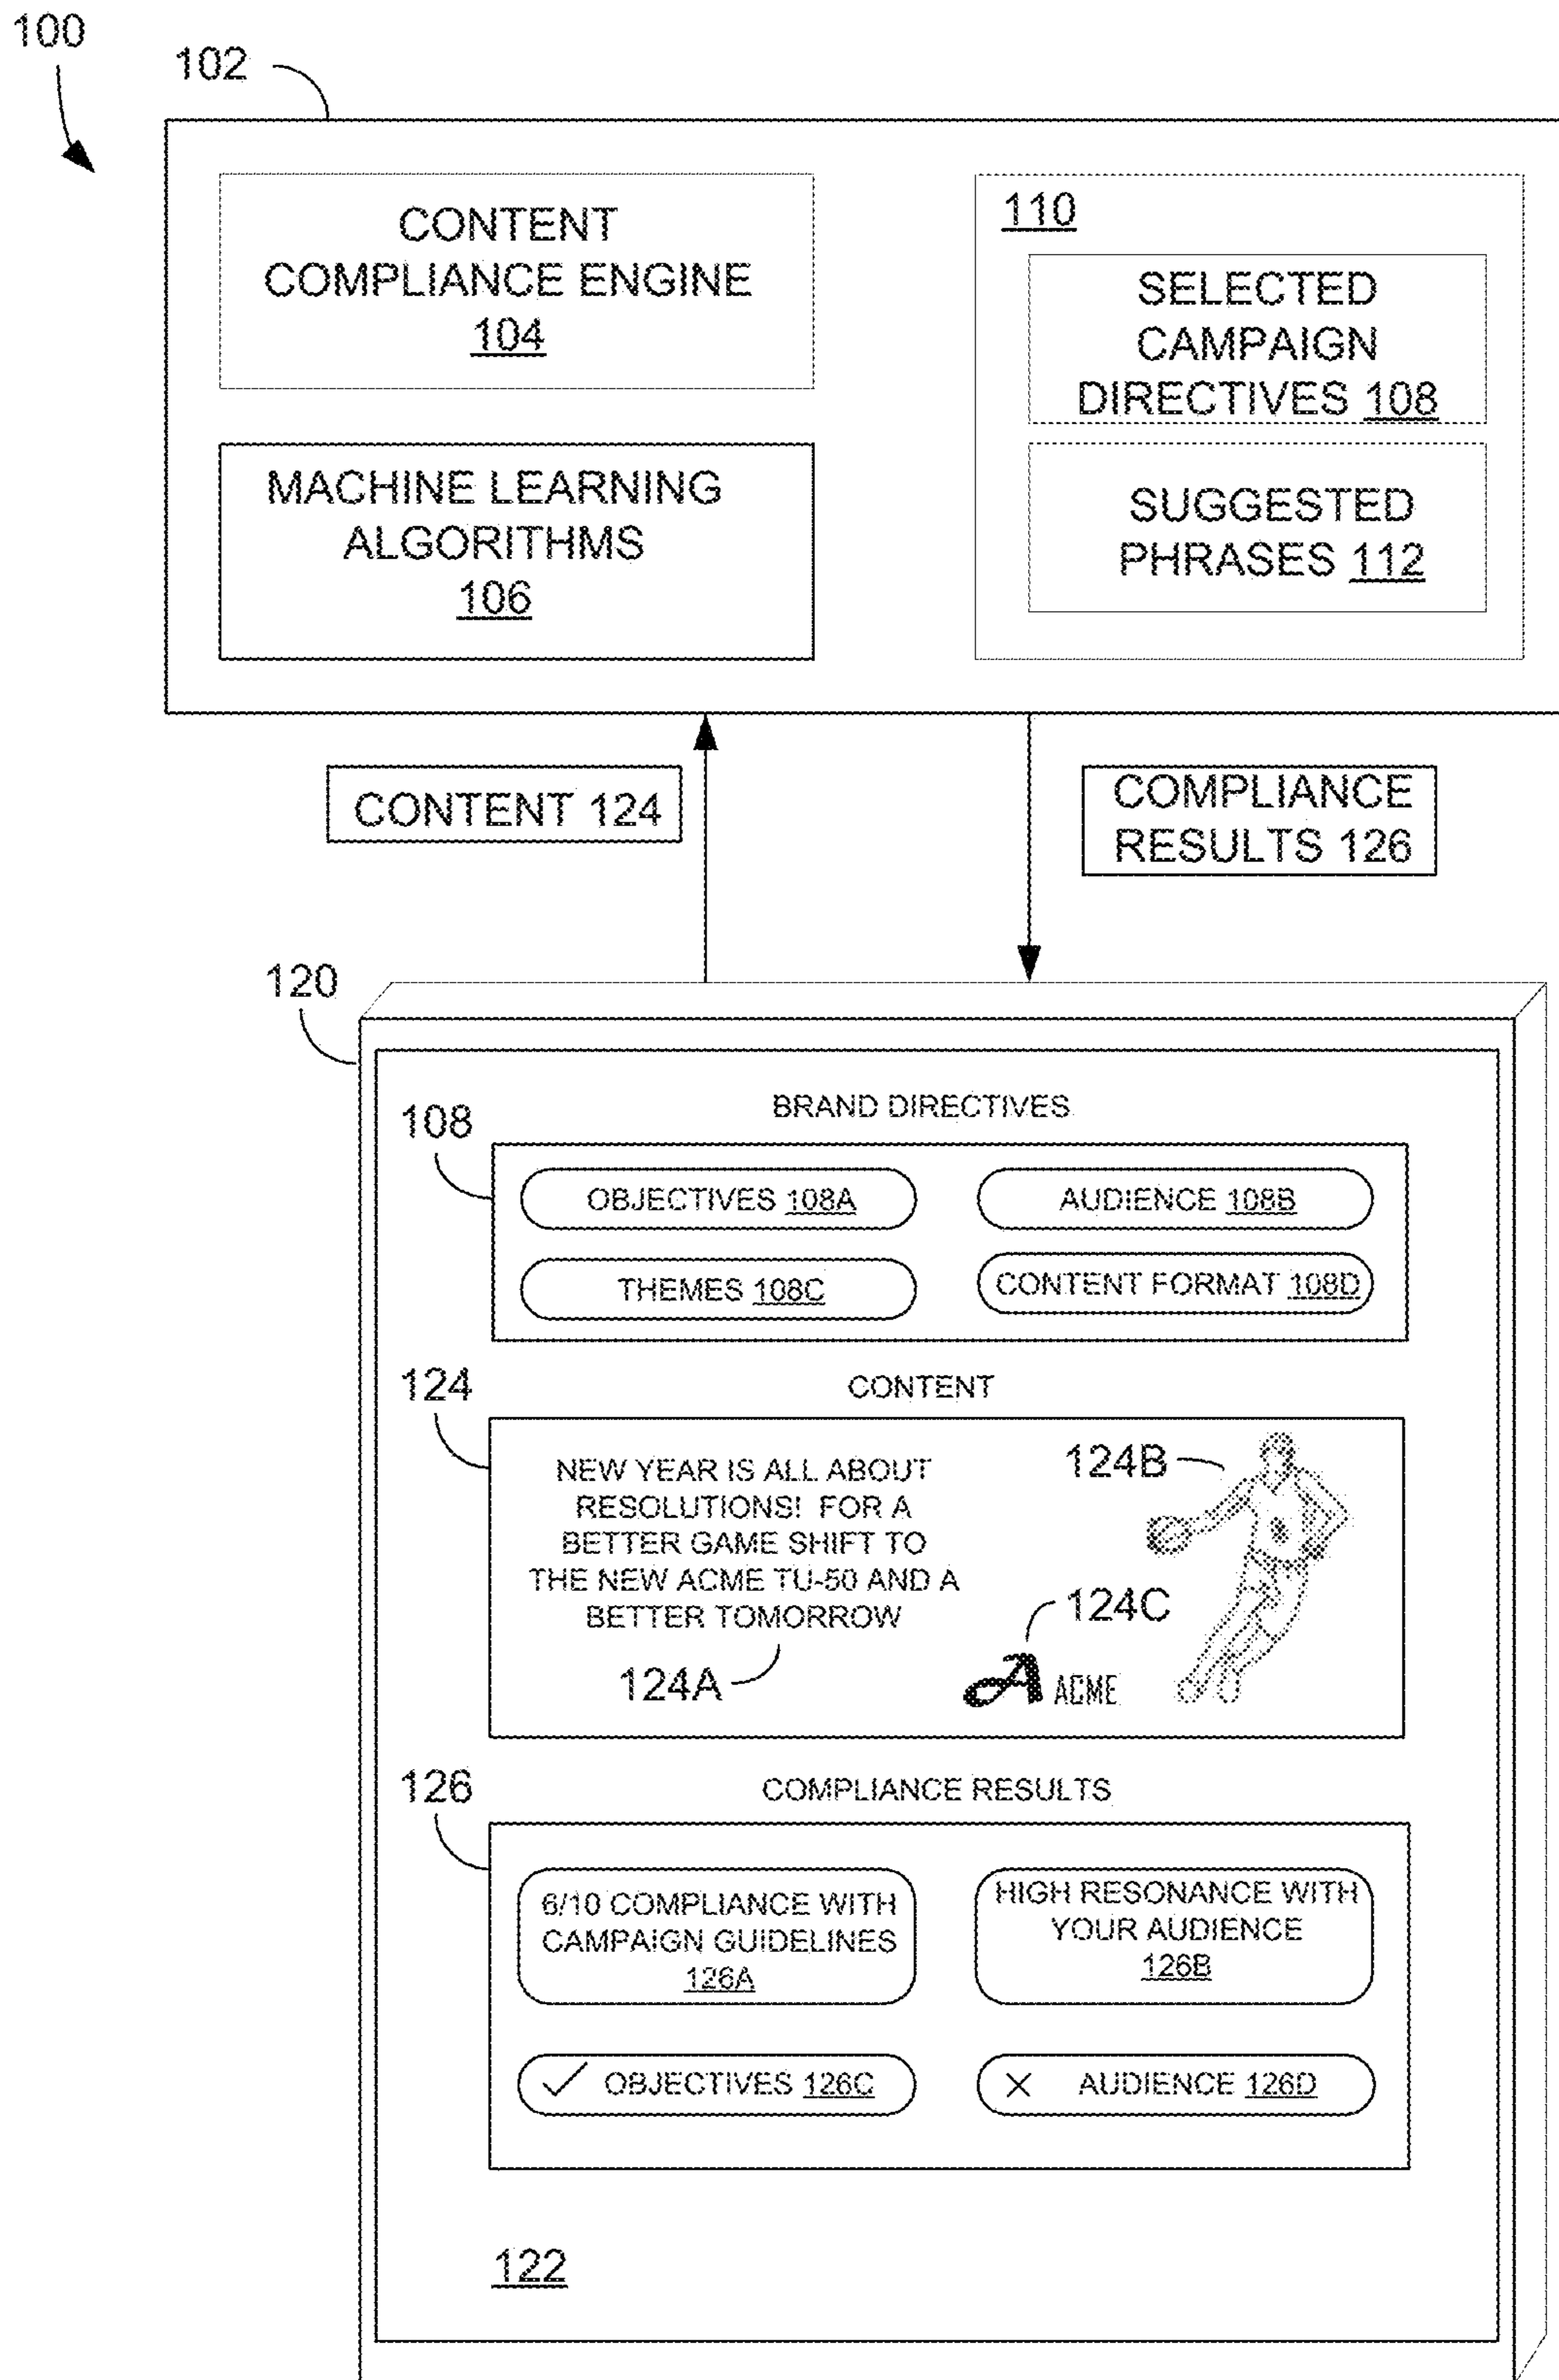 100
102
CONTENT
COMPLIANCE ENGINE
104
MACHINE LEARNING
ALGORITHMS
106
110
SELECTED
CAMPAIGN
DIRECTIVES 108
SUGGESTED
PHRASES 112
CONTENT 124
COMPLIANCE
RESULTS 126
120
BRAND DIRECTIVES
108
OBJECTIVES 108A
AUDIENCE 108B
THEMES 108C
CONTENT FORMAT 108D
CONTENT
124
NEW YEAR IS ALL ABOUT
RESOLUTIONS! FOR A
BETTER GAME SHIFT TO
THE NEW ACME TU-50 AND A
BETTER TOMORROW
124A
124B
124C
A ACME
COMPLIANCE RESULTS
126
6/10 COMPLIANCE WITH
CAMPAIGN GUIDELINES
126A
HIGH RESONANCE WITH
YOUR AUDIENCE
126B
OBJECTIVES 126C
AUDIENCE 126D
122